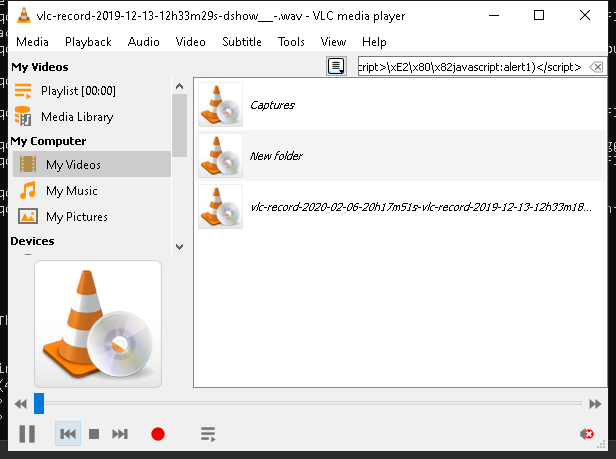 vlc-record-2019-12-13-12h33m29s-dshow___-.wav - VLC media player
Media Playback Audio Video Subtitle Tools View Help
My Videos
cript>\xE2\x80\x82javascript:alert1)</script>
Playlist [00:00]
Media Library
My Computer
My Videos
My Music
My Pictures
Devices
Captures
New folder
vlc-record-2020-02-06-20h17m51s-vlc-record-2019-12-13-12h33m18...